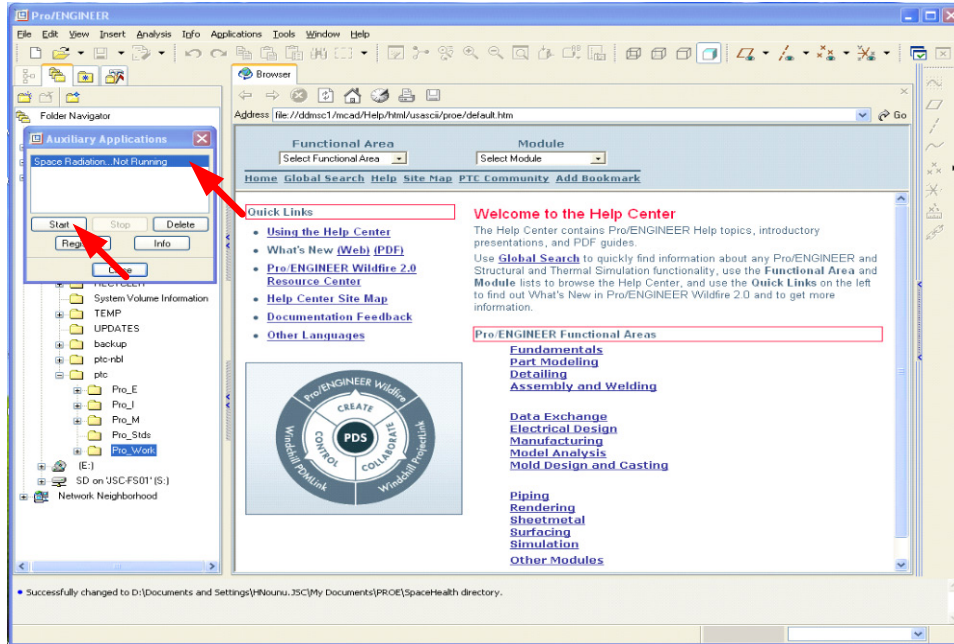 Pro/ENGINEER
File Edit View Insert Analysis Info Applications Tools Window Help
Browser
Folder Navigator
Address file://ddmsc1/mcad/Help/html/usascii/proe/default.htm Go
Auxiliary Applications
Space Radiation...Not Running
Start Stop Delete
Info
System Volume Information
TEMP
UPDATES
backup
ptc-nbl
ptc
Pro_E
Pro_I
Pro_M
Pro_Stds
Pro_Work
(E:)
SD on 'JSC-FS01' (S:)
Network Neighborhood
Functional Area Module
Select Functional Area Select Module
Home Global Search Help Site Map PTC Community Add Bookmark
Quick Links
Using the Help Center
What's New (Web) (PDF)
Pro/ENGINEER Wildfire 2.0
Resource Center
Help Center Site Map
Documentation Feedback
Other Languages
Pro/ENGINEER Wildfire
CREATE
CONTROL PDS COLLABORATE
Windchill PDMLink Windchill ProjectLink
Welcome to the Help Center
The Help Center contains Pro/ENGINEER Help topics, introductory
presentations, and PDF guides.
Use Global Search to quickly find information about any Pro/ENGINEER and
Structural and Thermal Simulation functionality, use the Functional Area and
Module lists to browse the Help Center, and use the Quick Links on the left
to find out What's New in Pro/ENGINEER Wildfire 2.0 and to get more
information.
Pro/ENGINEER Functional Areas
Fundamentals
Part Modeling
Detailing
Assembly and Welding
Data Exchange
Electrical Design
Manufacturing
Model Analysis
Mold Design and Casting
Piping
Rendering
Sheetmetal
Surfacing
Simulation
Other Modules
Successfully changed to D:\Documents and Settings\HNounu.JSC\My Documents\PROE\SpaceHealth directory.